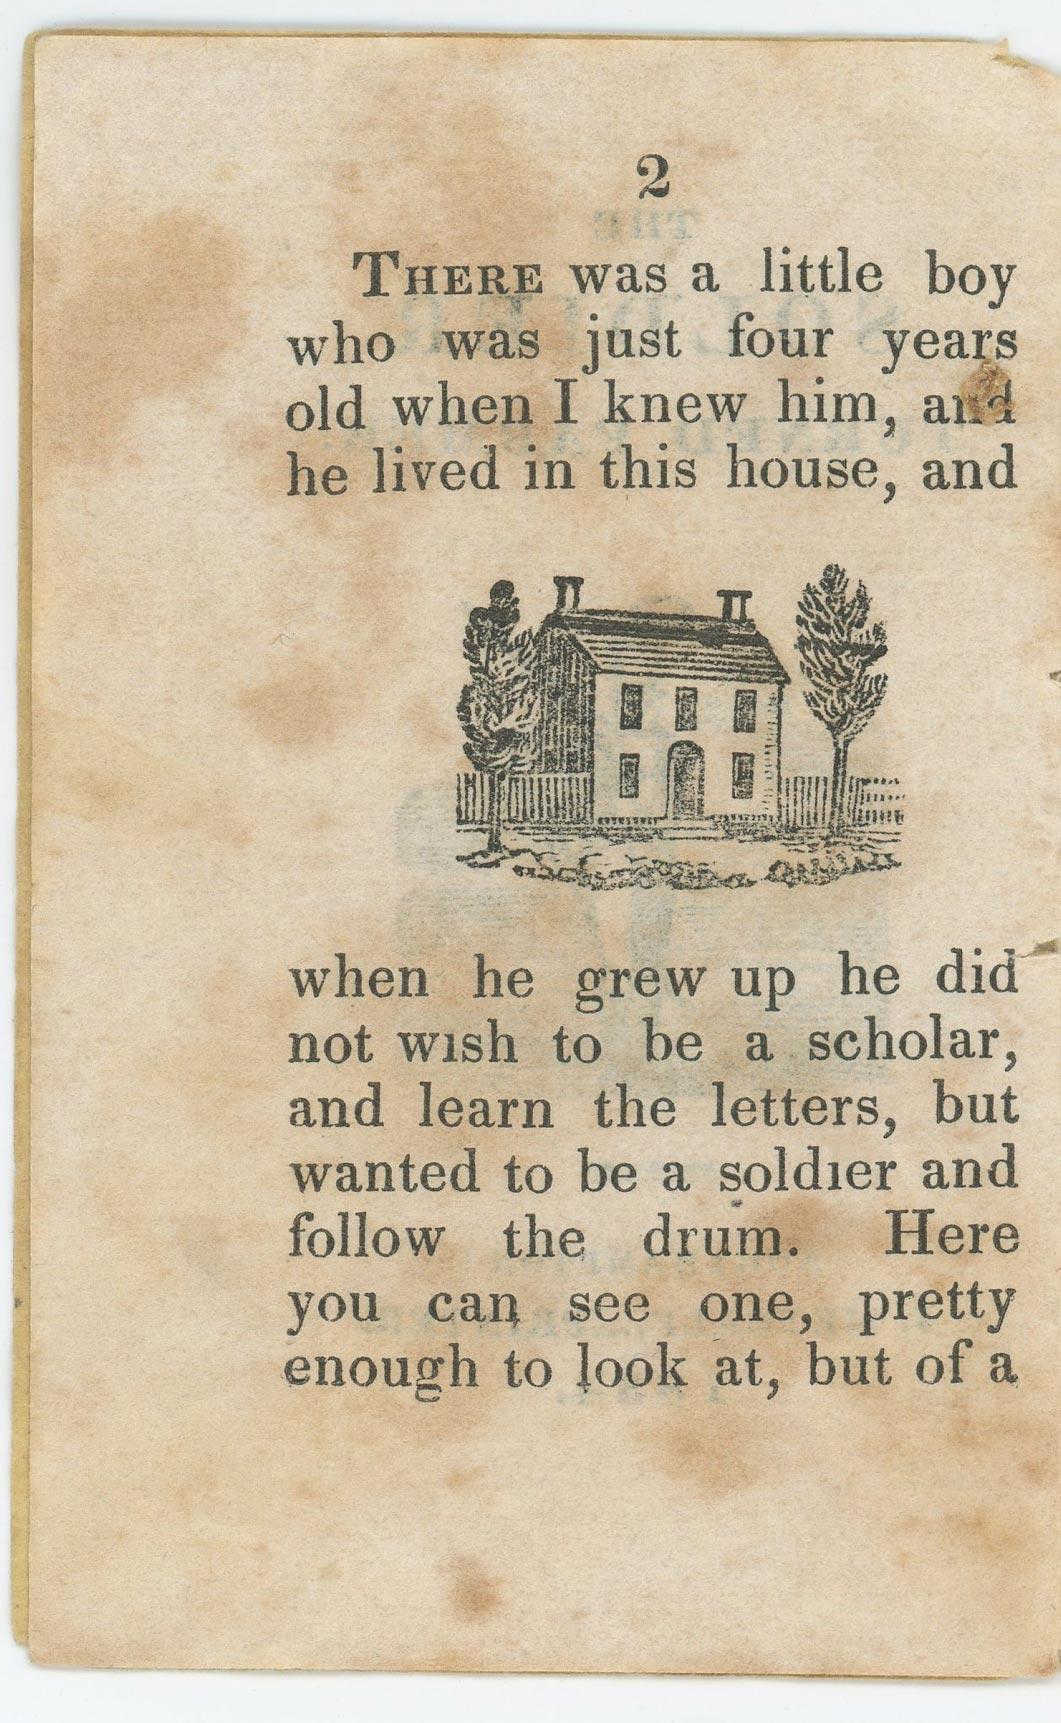 2
THERE was a little boy
who was just four years
old when I knew him, and
he lived in this house, and
when he grew up he did
not wish to be a scholar,
and learn the letters, but
wanted to be a soldier and
follow the drum. Here
you can see one, pretty
enough to look at, but of a